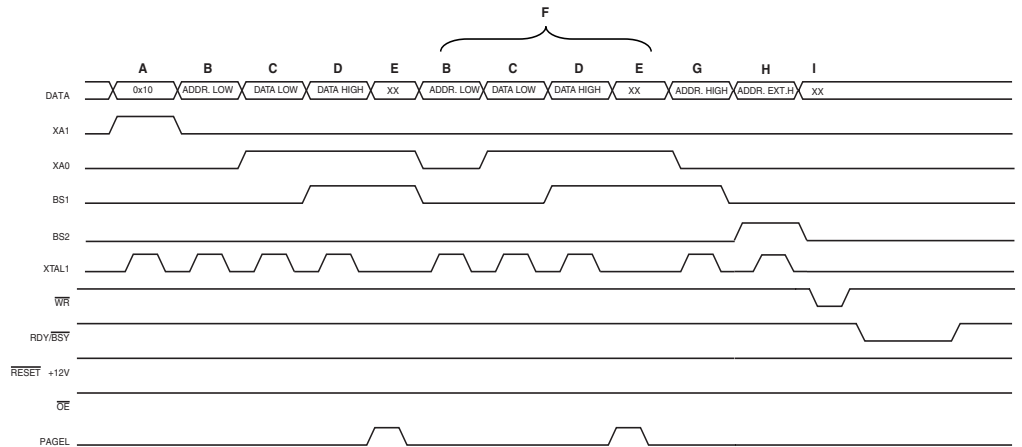 F
A B C D E B C D E G H I
DATA 0x10 ADDR. LOW DATA LOW DATA HIGH XX ADDR. LOW DATA LOW DATA HIGH XX ADDR. HIGH ADDR. EXT.H XX
XA1
XA0
BS1
BS2
XTAL1
WR
RDY/BSY
RESET +12V
OE
PAGEL